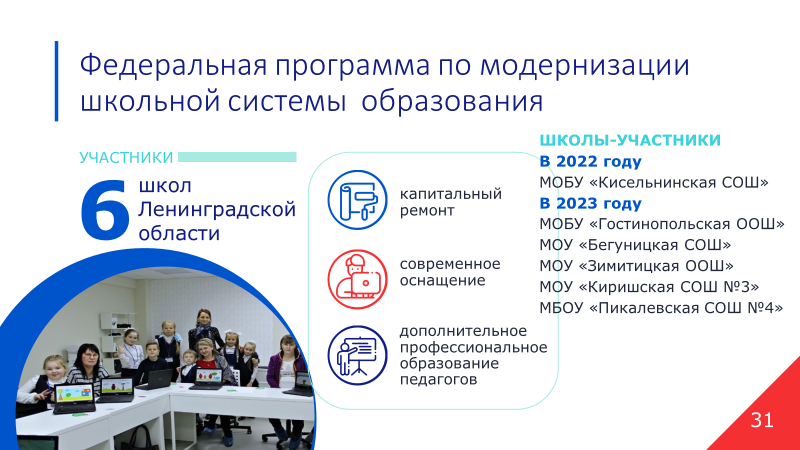 Федеральная программа по модернизации
школьной системы  образования
УЧАСТНИКИ
6
школ
Ленинградской
области
капитальный
ремонт
современное
оснащение
дополнительное
профессиональное
образование
педагогов
ШКОЛЫ-УЧАСТНИКИ
В 2022 году
МОБУ «Кисельнинская СОШ»
В 2023 году
МОБУ «Гостинопольская ООШ»
МОУ «Бегуницкая СОШ»
МОУ «Зимитицкая ООШ»
МОУ «Киришская СОШ №3»
МБОУ «Пикалевская СОШ №4»
31